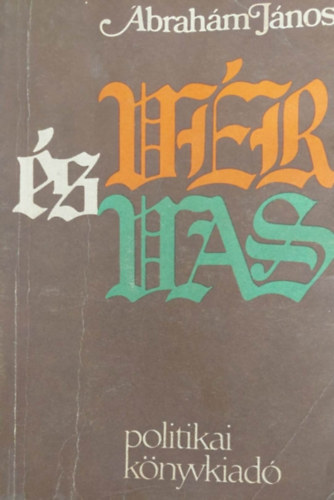 Ábrahám János
VÉR
és
VAS
politikai
könyvkiadó